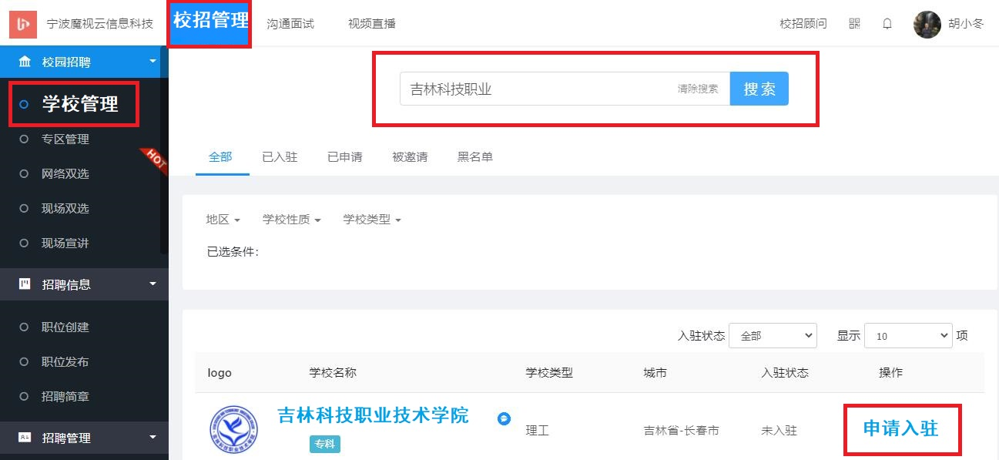 宁波魔视云信息科技
校招管理
沟通面试
视频直播
校招顾问
胡小冬
校园招聘
学校管理
专区管理
HOT
网络双选
现场双选
现场宣讲
招聘信息
职位创建
职位发布
招聘简章
招聘管理
吉林科技职业
清除搜索
搜索
全部 已入驻 已申请 被邀请 黑名单
地区 学校性质 学校类型
已选条件:
入驻状态 全部 显示 10 项
logo 学校名称 学校类型 城市 入驻状态 操作
吉林科技职业技术学院
专科
理工
吉林省-长春市
未入驻
申请入驻